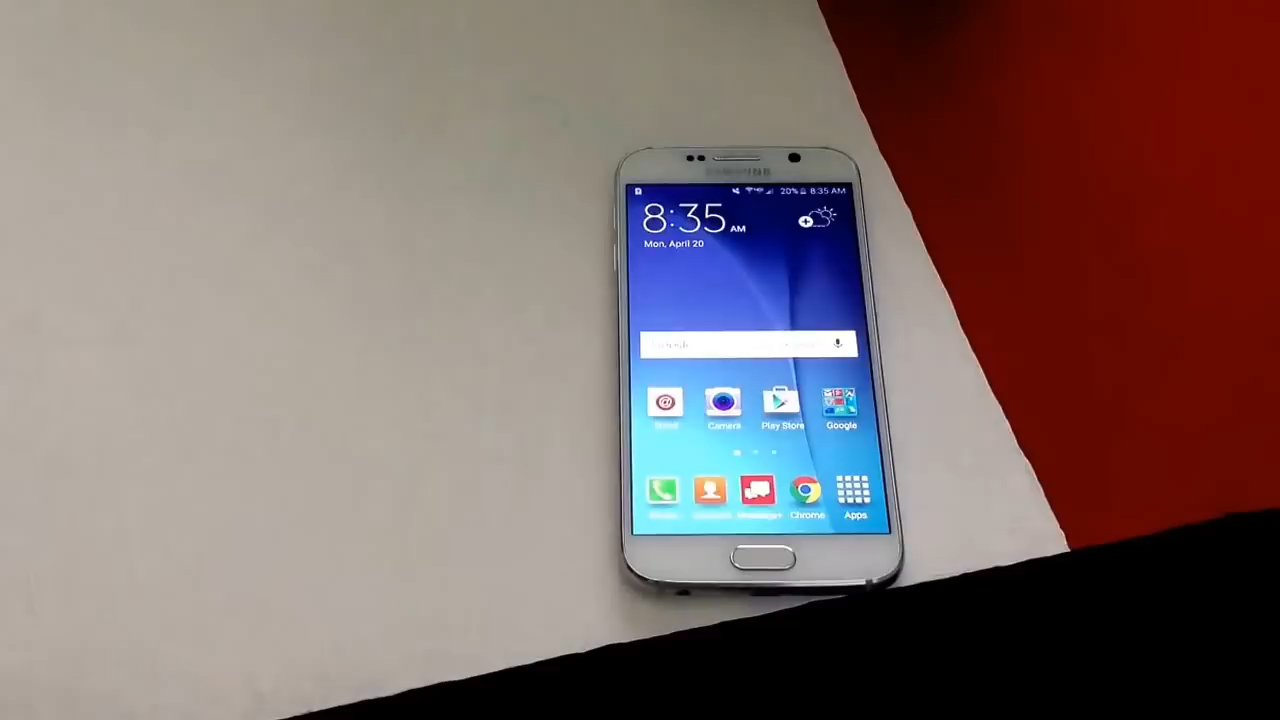 SAMSUNG
20% 8:35 AM
8:35 AM
Mon, April 20
Camera Play Store Google
Chrome Apps